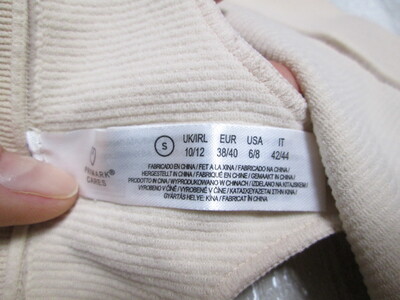 S
UK/IRL EUR USA IT
10/12 38/40 6/8 42/44
FABRICADO EN CHINA / FET A LA XINA / FABRICADO NA CHINA /
HERGESTELLT IN CHINA / FABRIQUÉ EN CHINE / GEMAAKT IN CHINA /
PRODOTTO IN CINA / WYPRODUKOWANO W CHINACH / IZDELANO NA KITAJSKEM /
VYROBENO V ČÍNĚ / VYROBENÉ V ČÍNE / ΚΑΤΑΣΚΕΥΑΖΕΤΑΙ ΣΤΗΝ ΚΙΝΑ /
GYÁRTÁS HELYE: KÍNA / FABRICAT ÎN CHINA
CARES